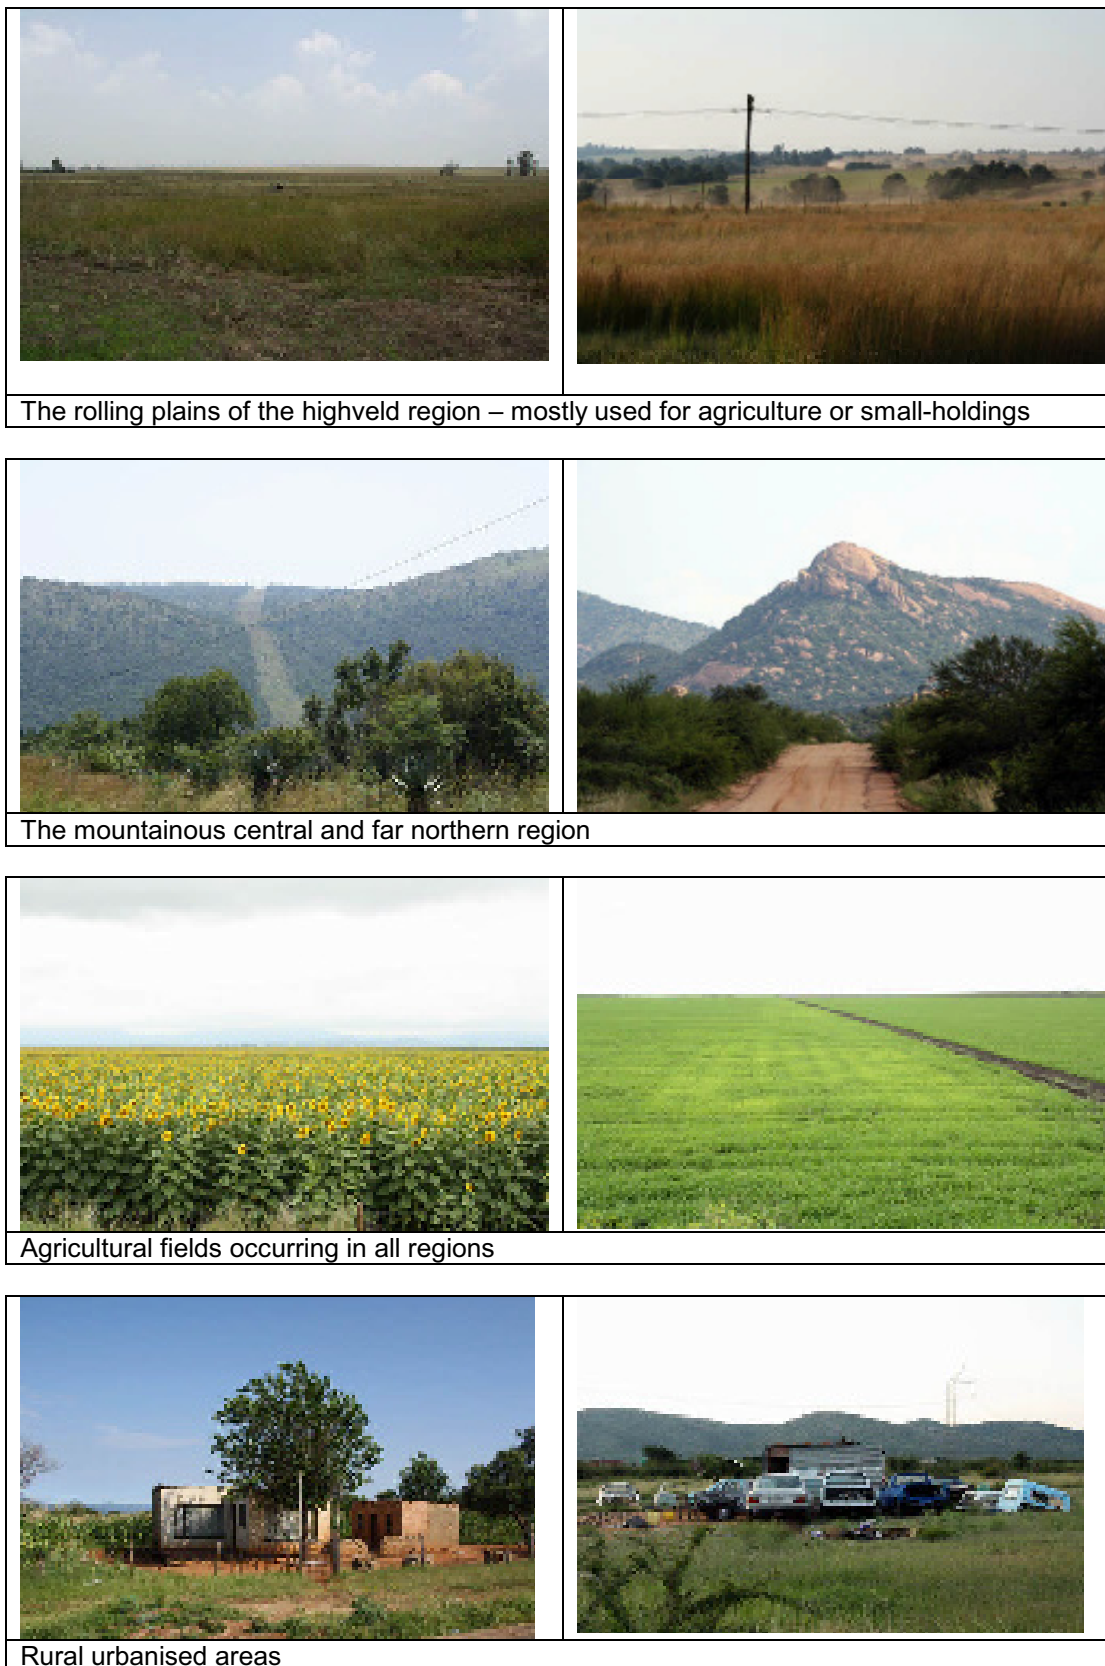 The rolling plains of the highveld region – mostly used for agriculture or small-holdings
The mountainous central and far northern region
Agricultural fields occurring in all regions
Rural urbanised areas